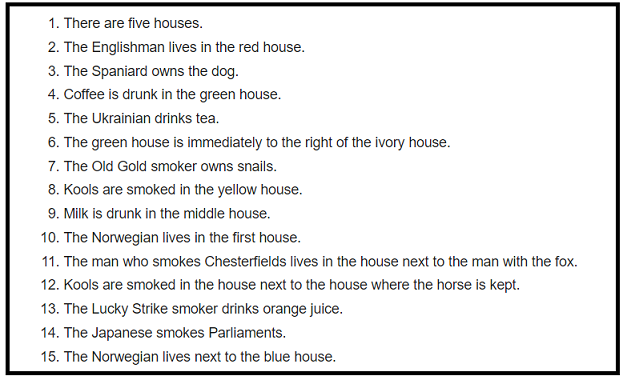 1. There are five houses.
2. The Englishman lives in the red house.
3. The Spaniard owns the dog.
4. Coffee is drunk in the green house.
5. The Ukrainian drinks tea.
6. The green house is immediately to the right of the ivory house.
7. The Old Gold smoker owns snails.
8. Kools are smoked in the yellow house.
9. Milk is drunk in the middle house.
10. The Norwegian lives in the first house.
11. The man who smokes Chesterfields lives in the house next to the man with the fox.
12. Kools are smoked in the house next to the house where the horse is kept.
13. The Lucky Strike smoker drinks orange juice.
14. The Japanese smokes Parliaments.
15. The Norwegian lives next to the blue house.